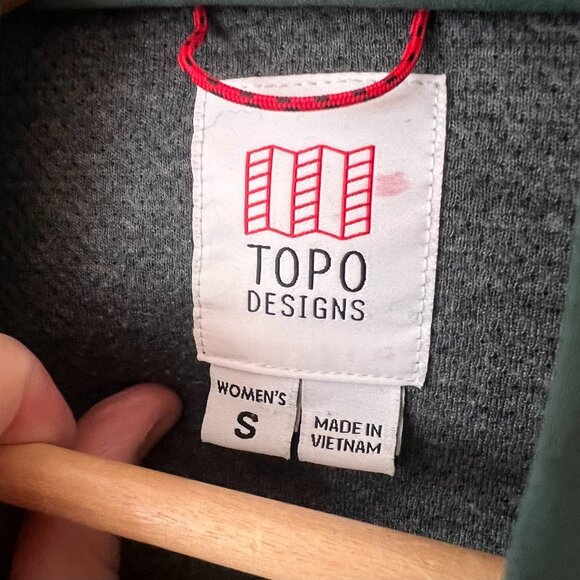 TOPO
DESIGNS
WOMEN'S
S
MADE IN
VIETNAM